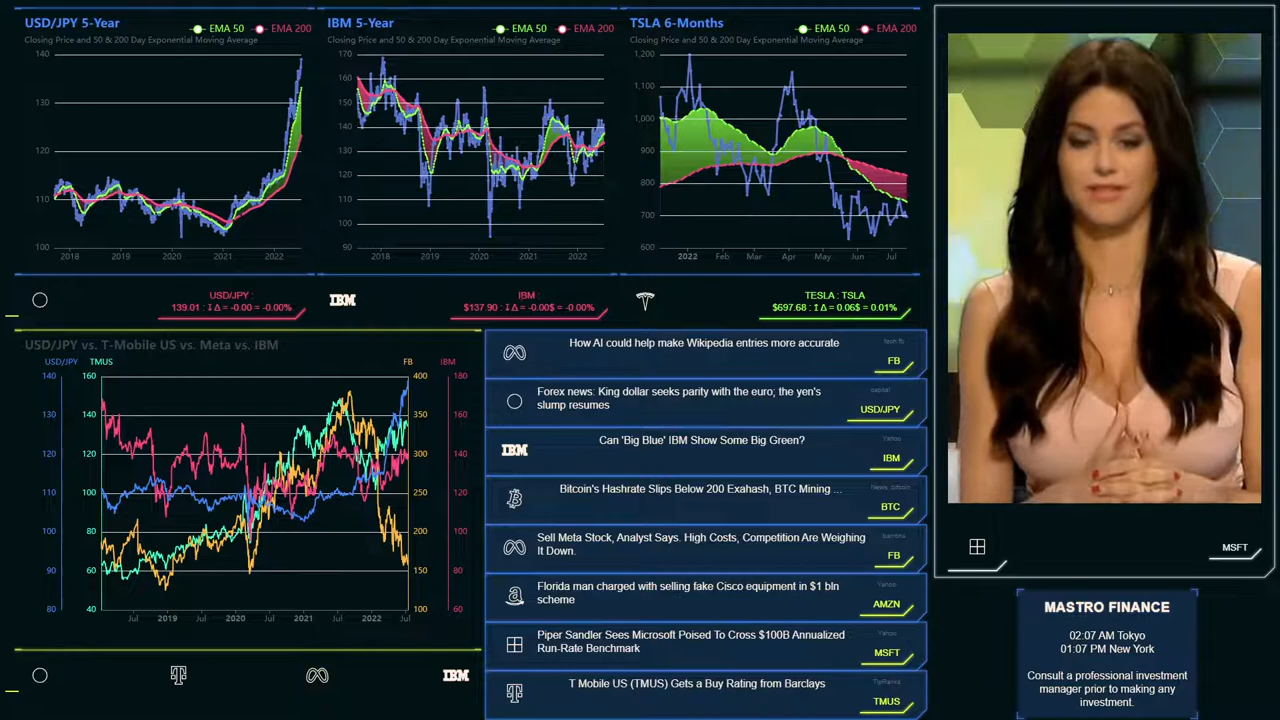 USD/JPY 5-Year
EMA 50
EMA 200
Closing Price and 50 & 200 Day Exponential Moving Average
140
130
120
110
100
2018
2019
2020
2021
2022
IBM 5-Year
EMA 50
EMA 200
Closing Price and 50 & 200 Day Exponential Moving Average
170
160
150
140
130
120
110
100
90
2018
2019
2020
2021
2022
TSLA 6-Months
EMA 50
EMA 200
Closing Price and 50 & 200 Day Exponential Moving Average
1,200
1,100
1,000
900
800
700
600
2022
Feb
Mar
Apr
May
Jun
Jul
USD/JPY :
139.01 : ↕ Δ = -0.00 = -0.00%
IBM
IBM :
$137.90 : ↕ Δ = -0.00$ = -0.00%
TESLA : TSLA
$697.68 : ↕ Δ = 0.06$ = 0.01%
USD/JPY vs. T-Mobile US vs. Meta vs. IBM
USD/JPY
TMUS
FB
IBM
140
130
120
110
100
90
80
160
140
120
100
80
60
40
400
350
300
250
200
150
100
180
160
140
120
100
80
60
Jul
2019
Jul
2020
Jul
2021
Jul
2022
Jul
T
IBM
How AI could help make Wikipedia entries more accurate
tech.fb
FB
Forex news: King dollar seeks parity with the euro; the yen's
slump resumes
capital
USD/JPY
IBM
Can 'Big Blue' IBM Show Some Big Green?
Yahoo
IBM
Bitcoin's Hashrate Slips Below 200 Exahash, BTC Mining ...
News_bitcoin
BTC
Sell Meta Stock, Analyst Says. High Costs, Competition Are Weighing
It Down.
FB
Florida man charged with selling fake Cisco equipment in $1 bln
scheme
Yahoo
AMZN
Piper Sandler Sees Microsoft Poised To Cross $100B Annualized
Run-Rate Benchmark
Yahoo
MSFT
T Mobile US (TMUS) Gets a Buy Rating from Barclays
TipRanks
TMUS
MSFT
MASTRO FINANCE
02:07 AM Tokyo
01:07 PM New York
Consult a professional investment
manager prior to making any
investment.